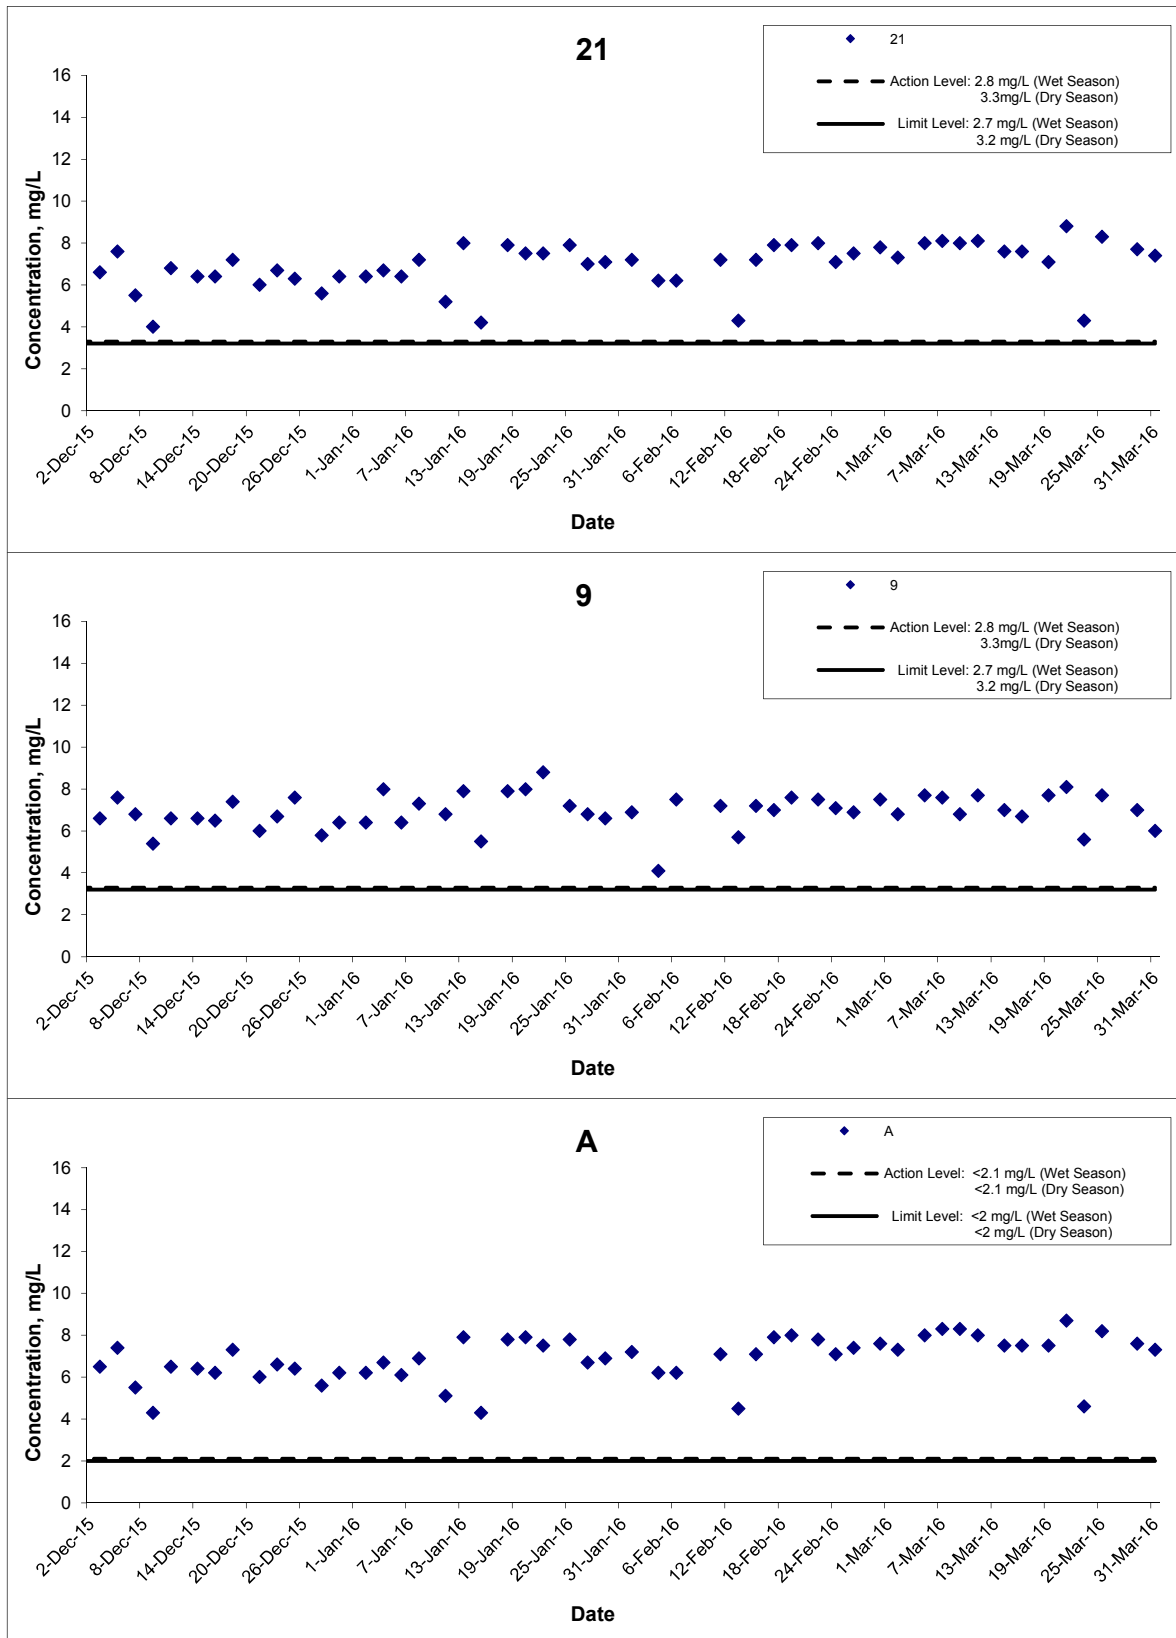 21
21
Action Level: 2.8 mg/L (Wet Season)
3.3mg/L (Dry Season)
Limit Level: 2.7 mg/L (Wet Season)
3.2 mg/L (Dry Season)
Concentration, mg/L
16
14
12
10
8
6
4
2
0
2-Dec-15
8-Dec-15
14-Dec-15
20-Dec-15
26-Dec-15
1-Jan-16
7-Jan-16
13-Jan-16
19-Jan-16
25-Jan-16
31-Jan-16
6-Feb-16
12-Feb-16
18-Feb-16
24-Feb-16
1-Mar-16
7-Mar-16
13-Mar-16
19-Mar-16
25-Mar-16
31-Mar-16
Date
9
9
Action Level: 2.8 mg/L (Wet Season)
3.3mg/L (Dry Season)
Limit Level: 2.7 mg/L (Wet Season)
3.2 mg/L (Dry Season)
Concentration, mg/L
16
14
12
10
8
6
4
2
0
2-Dec-15
8-Dec-15
14-Dec-15
20-Dec-15
26-Dec-15
1-Jan-16
7-Jan-16
13-Jan-16
19-Jan-16
25-Jan-16
31-Jan-16
6-Feb-16
12-Feb-16
18-Feb-16
24-Feb-16
1-Mar-16
7-Mar-16
13-Mar-16
19-Mar-16
25-Mar-16
31-Mar-16
Date
A
A
Action Level: <2.1 mg/L (Wet Season)
<2.1 mg/L (Dry Season)
Limit Level: <2 mg/L (Wet Season)
<2 mg/L (Dry Season)
Concentration, mg/L
16
14
12
10
8
6
4
2
0
2-Dec-15
8-Dec-15
14-Dec-15
20-Dec-15
26-Dec-15
1-Jan-16
7-Jan-16
13-Jan-16
19-Jan-16
25-Jan-16
31-Jan-16
6-Feb-16
12-Feb-16
18-Feb-16
24-Feb-16
1-Mar-16
7-Mar-16
13-Mar-16
19-Mar-16
25-Mar-16
31-Mar-16
Date